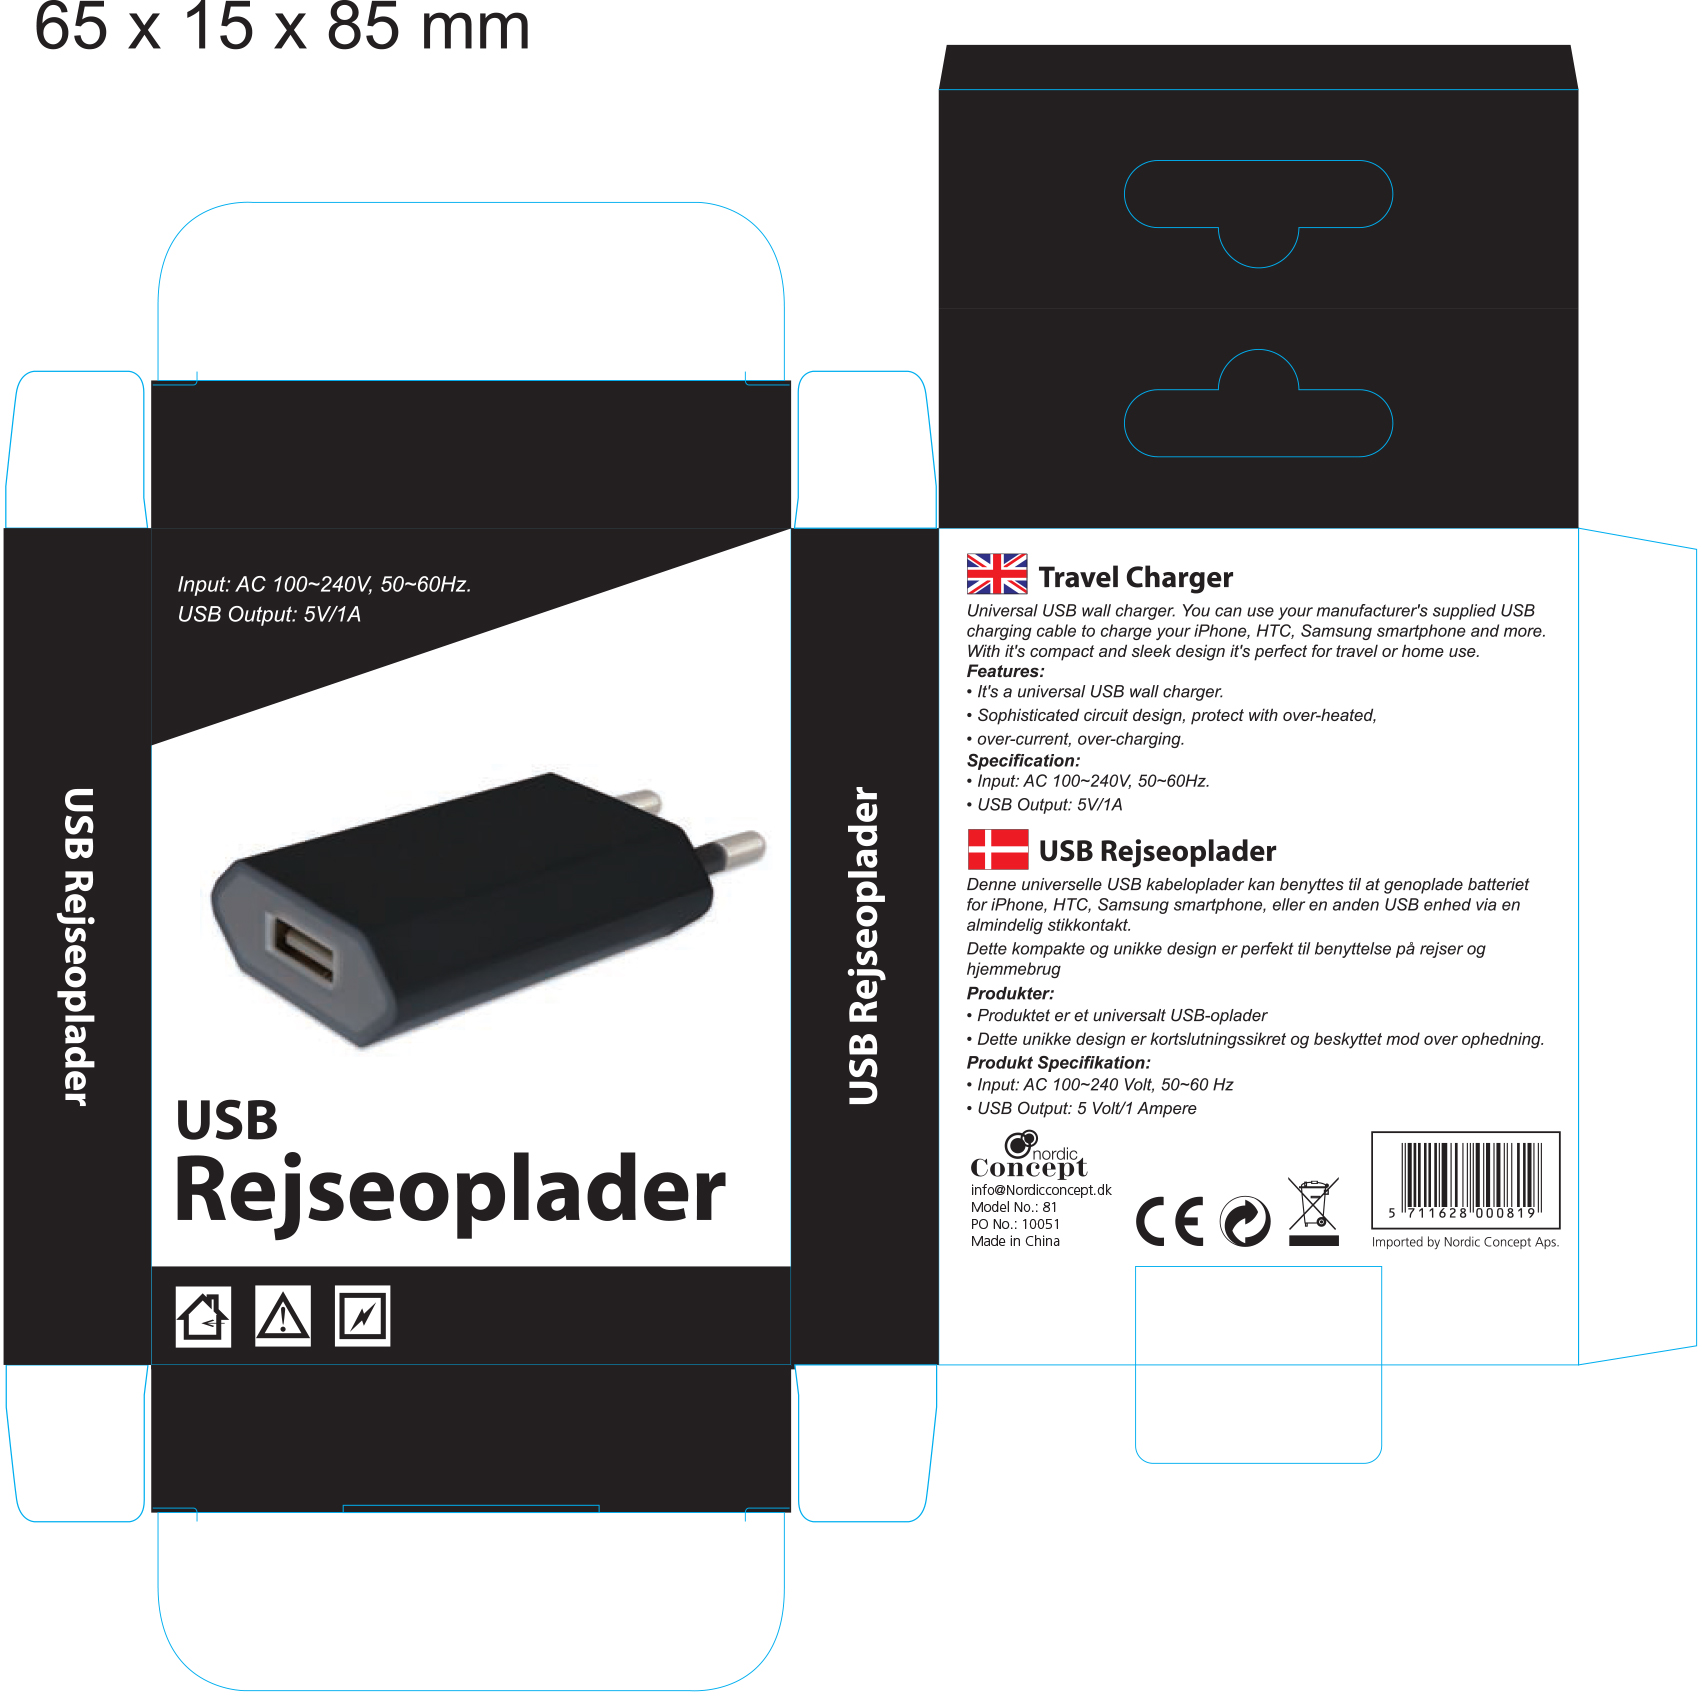 65 x 15 x 85 mm
Input: AC 100~240V, 50~60Hz.
USB Output: 5V/1A
USB Rejseoplader
USB
Rejseoplader
USB Rejseoplader
Travel Charger
Universal USB wall charger. You can use your manufacturer's supplied USB
charging cable to charge your iPhone, HTC, Samsung smartphone and more.
With it's compact and sleek design it's perfect for travel or home use.
Features:
• It's a universal USB wall charger.
• Sophisticated circuit design, protect with over-heated,
• over-current, over-charging.
Specification:
• Input: AC 100~240V, 50~60Hz.
• USB Output: 5V/1A
USB Rejseoplader
Denne universelle USB kabeloplader kan benyttes til at genoplade batteriet
for iPhone, HTC, Samsung smartphone, eller en anden USB enhed via en
almindelig stikkontakt.
Dette kompakte og unikke design er perfekt til benyttelse på rejser og
hjemmebrug
Produkter:
• Produktet er et universalt USB-oplader
• Dette unikke design er kortslutningssikret og beskyttet mod over ophedning.
Produkt Specifikation:
• Input: AC 100~240 Volt, 50~60 Hz
• USB Output: 5 Volt/1 Ampere
nordic
Concept
info@Nordicconcept.dk
Model No.: 81
PO No.: 10051
Made in China
CE
5 711628 000819
Imported by Nordic Concept Aps.